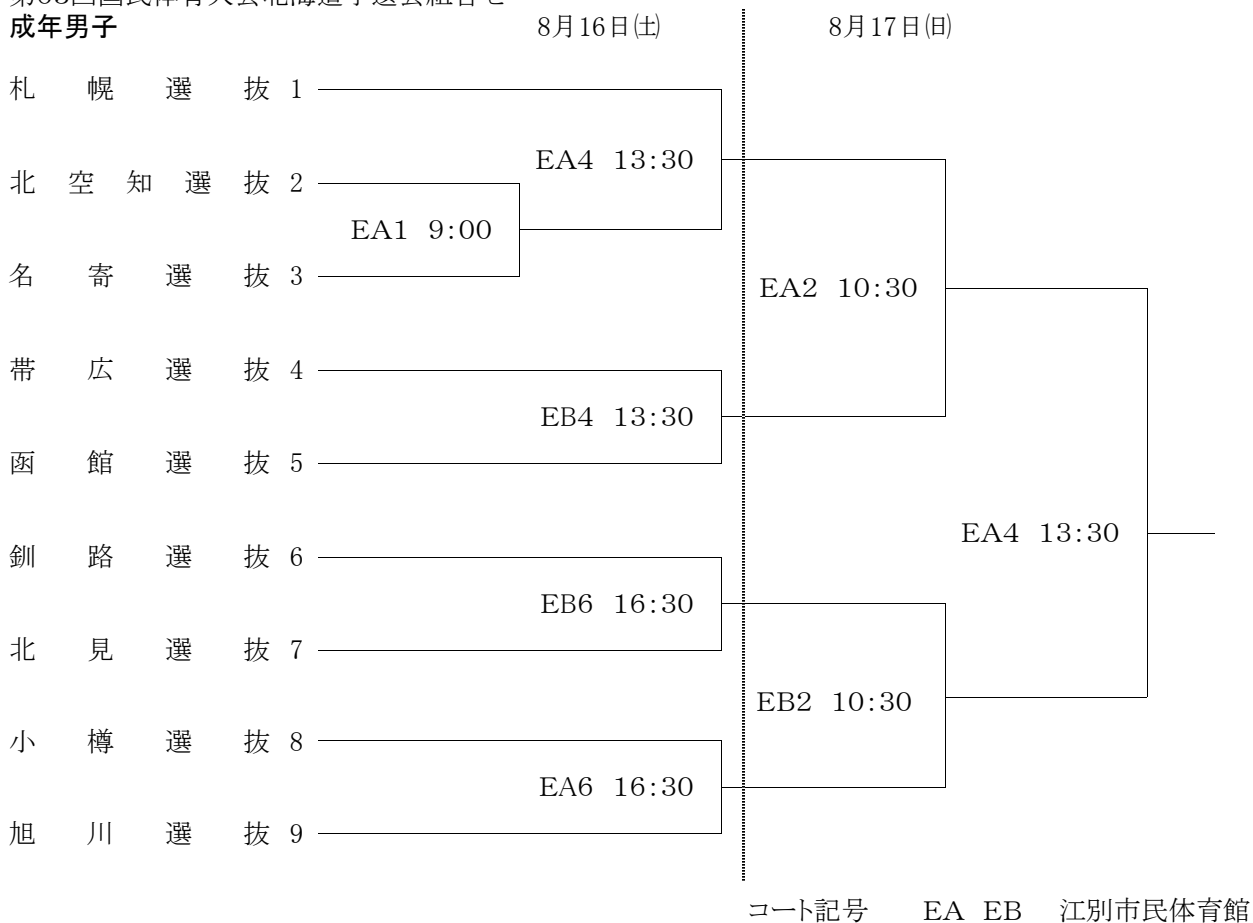 成年男子 8月16日(土) 8月17日(日)
札幌選抜 1
EA4 13:30
北空知選抜 2
EA1 9:00
名寄選抜 3
EA2 10:30
帯広選抜 4
EB4 13:30
函館選抜 5
EA4 13:30
釧路選抜 6
EB6 16:30
北見選抜 7
EB2 10:30
小樽選抜 8
EA6 16:30
旭川選抜 9
コート記号 EA EB 江別市民体育館